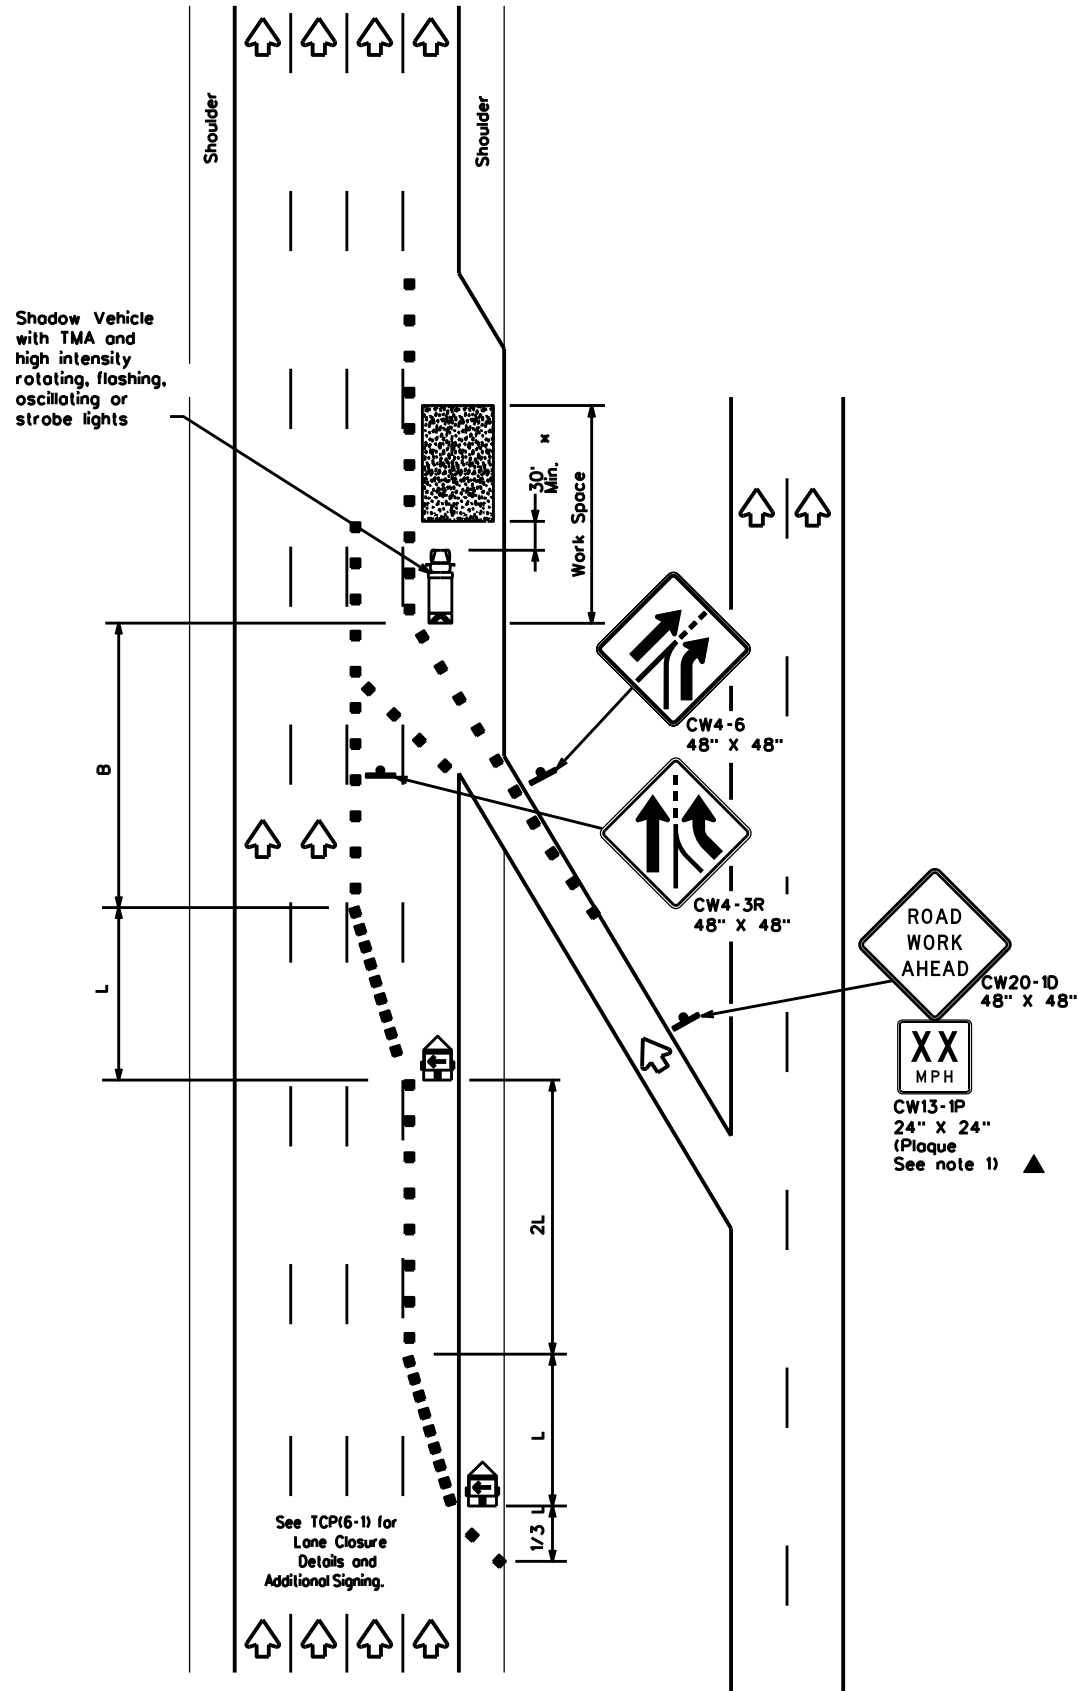 Shoulder
Shoulder
Shadow Vehicle
with TMA and
high intensity
rotating, flashing,
oscillating or
strobe lights
x
30'
Min.
Work Space
CW4-6
48" X 48"
B
CW4-3R
48" X 48"
ROAD
WORK
AHEAD
CW20-1D
48" X 48"
L
XX
MPH
CW13-1P
24" X 24"
(Plaque
See note 1)
2L
L
1/3 L
See TCP(6-1) for
Lane Closure
Details and
Additional Signing.